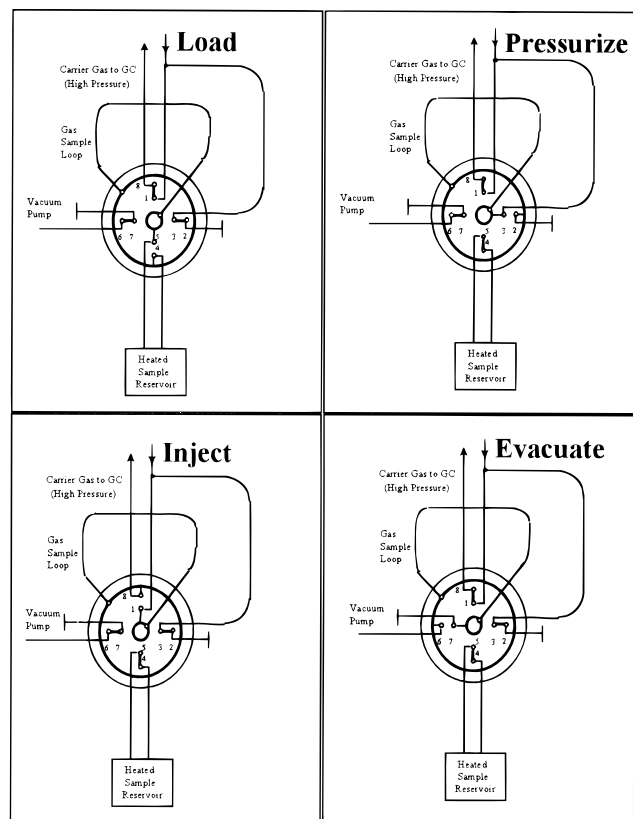 Load
Carrier Gas to GC
(High Pressure)
Gas
Sample
Loop
8
1
Vacuum
Pump
6
7
5
4
3
2
Heated
Sample
Reservoir
Pressurize
Carrier Gas to GC
(High Pressure)
Gas
Sample
Loop
8
1
Vacuum
Pump
6
7
5
4
3
2
Heated
Sample
Reservoir
Inject
Carrier Gas to GC
(High Pressure)
Gas
Sample
Loop
8
1
Vacuum
Pump
6
7
5
4
3
2
Heated
Sample
Reservoir
Evacuate
Carrier Gas to GC
(High Pressure)
Gas
Sample
Loop
8
1
Vacuum
Pump
6
7
5
4
3
2
Heated
Sample
Reservoir